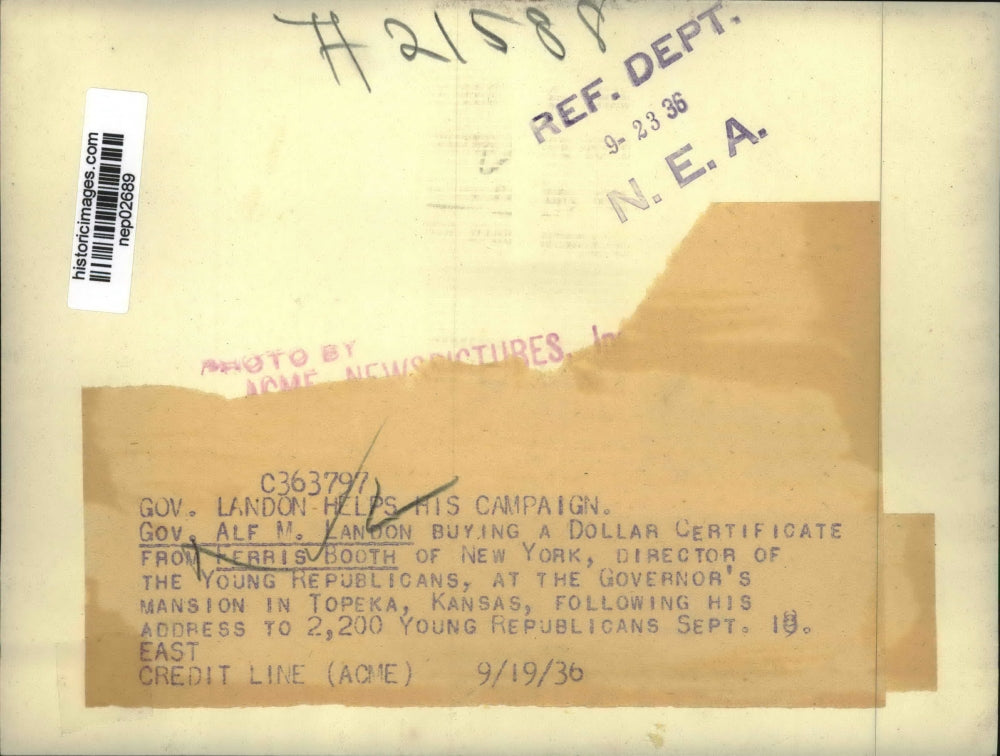 #21588
REF. DEPT.
9-23 36
N. E. A.
historicimages.com
nep02689
PHOTO BY
ACME NEWSPICTURES, In
C363797
GOV. LANDON HELPS HIS CAMPAIGN.
GOV. ALF M. LANDON BUYING A DOLLAR CERTIFICATE
FROM FERRIS BOOTH OF NEW YORK, DIRECTOR OF
THE YOUNG REPUBLICANS, AT THE GOVERNOR'S
MANSION IN TOPEKA, KANSAS, FOLLOWING HIS
ADDRESS TO 2,200 YOUNG REPUBLICANS SEPT.
EAST
CREDIT LINE (ACME) 9/19/36